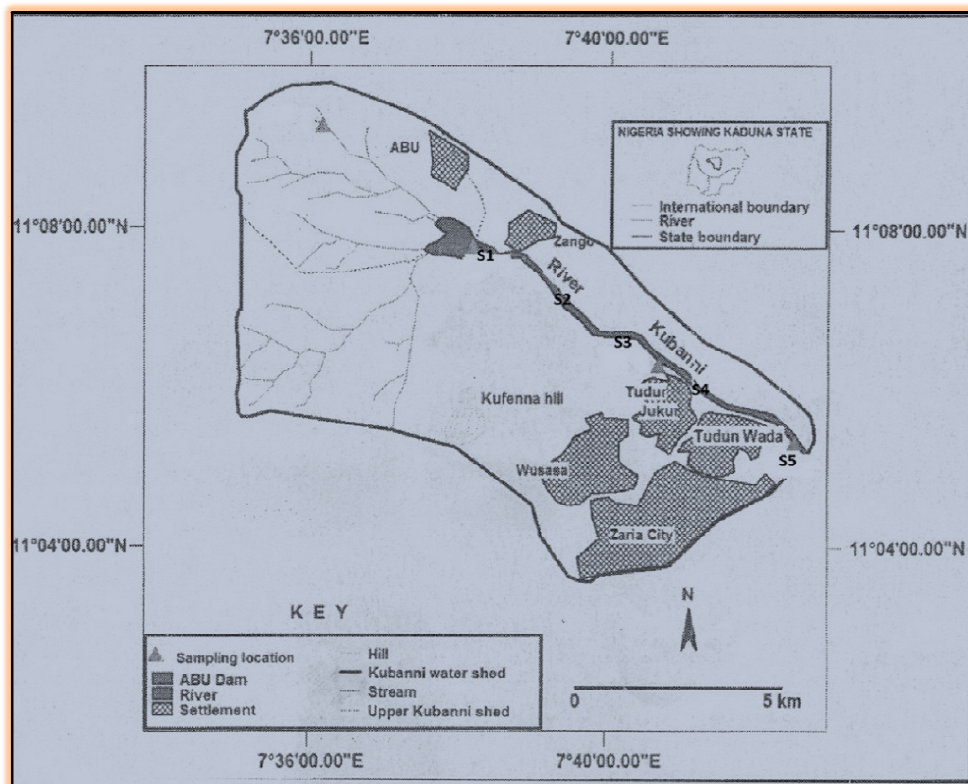 7°36'00.00"E 7°40'00.00"E
NIGERIA SHOWING KADUNA STATE
International boundary
River
State boundary
ABU
11°08'00.00"N 11°08'00.00"N
Zango
S1
River
S2
Kubanni
S3
S4
Kufenna hill
Tudun
Jukun
Tudun Wada
S5
Wusasa
Zaria City
11°04'00.00"N 11°04'00.00"N
N
K E Y
Sampling location
ABU Dam
River
Settlement
Hill
Kubanni water shed
Stream
Upper Kubanni shed
0 5 km
7°36'00.00"E 7°40'00.00"E